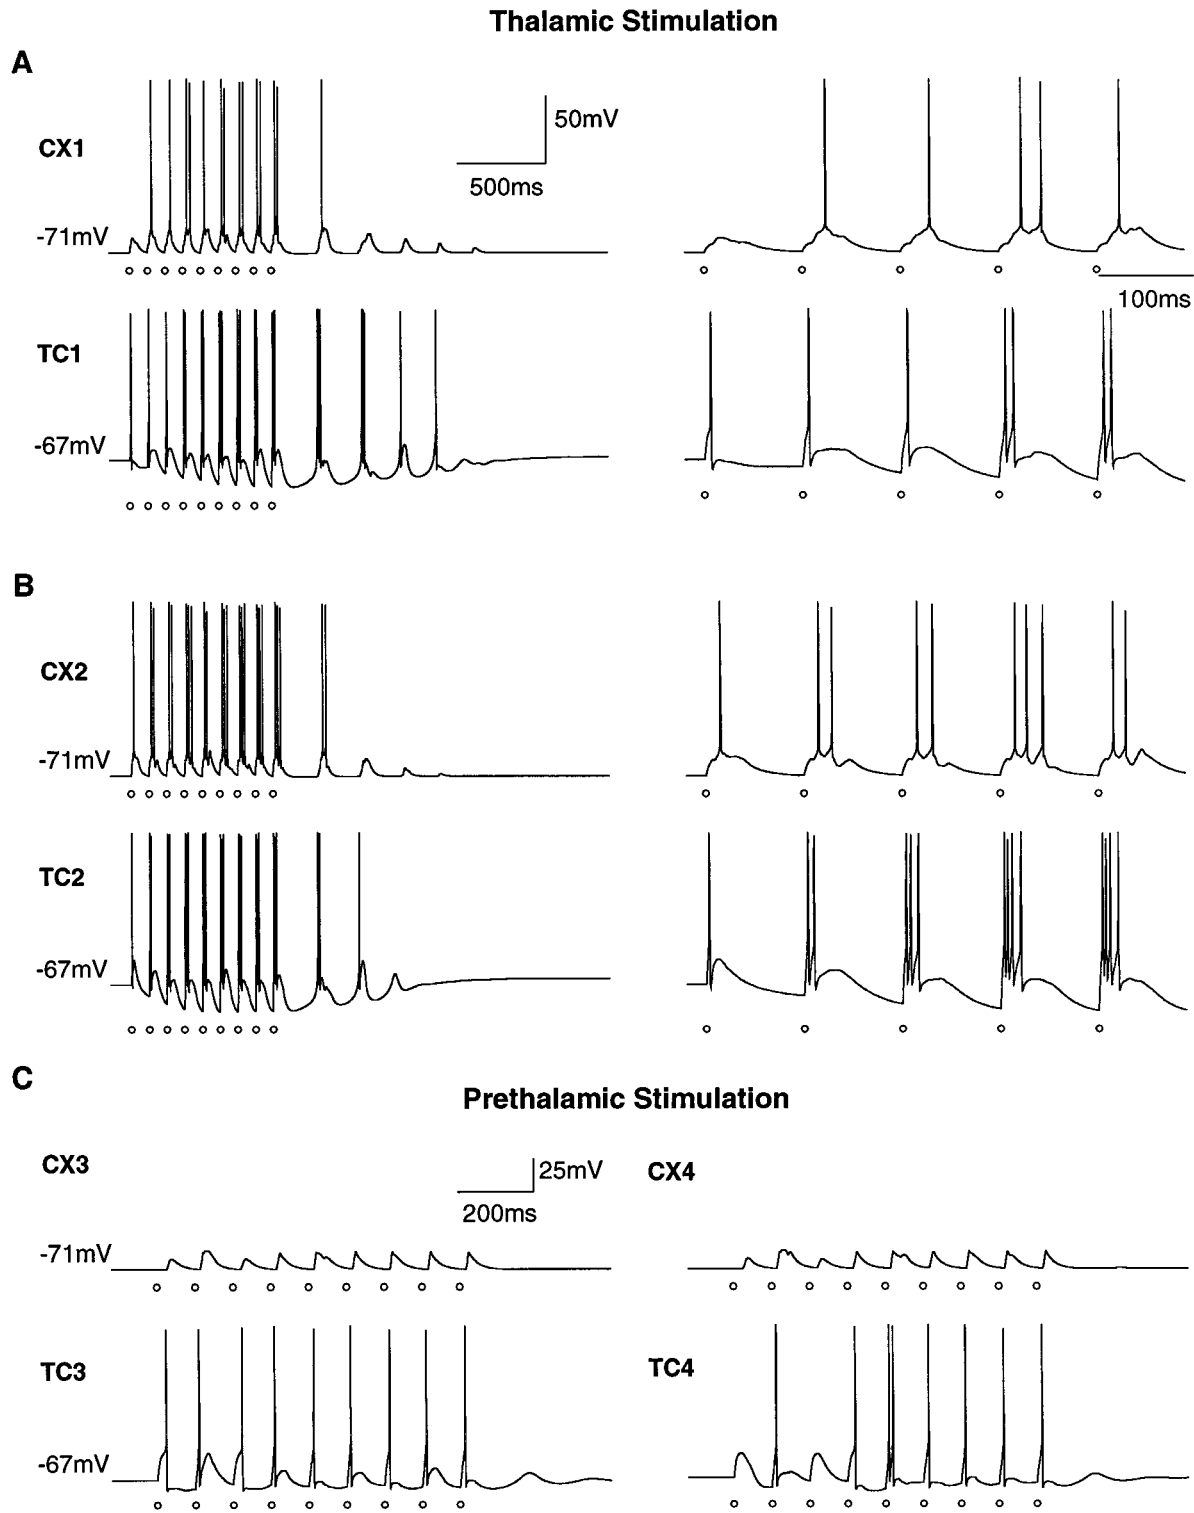 Thalamic Stimulation
A
CX1
50mV
500ms
-71mV
100ms
TC1
-67mV
B
CX2
-71mV
TC2
-67mV
C
Prethalamic Stimulation
CX3
25mV
CX4
200ms
-71mV
TC3
TC4
-67mV